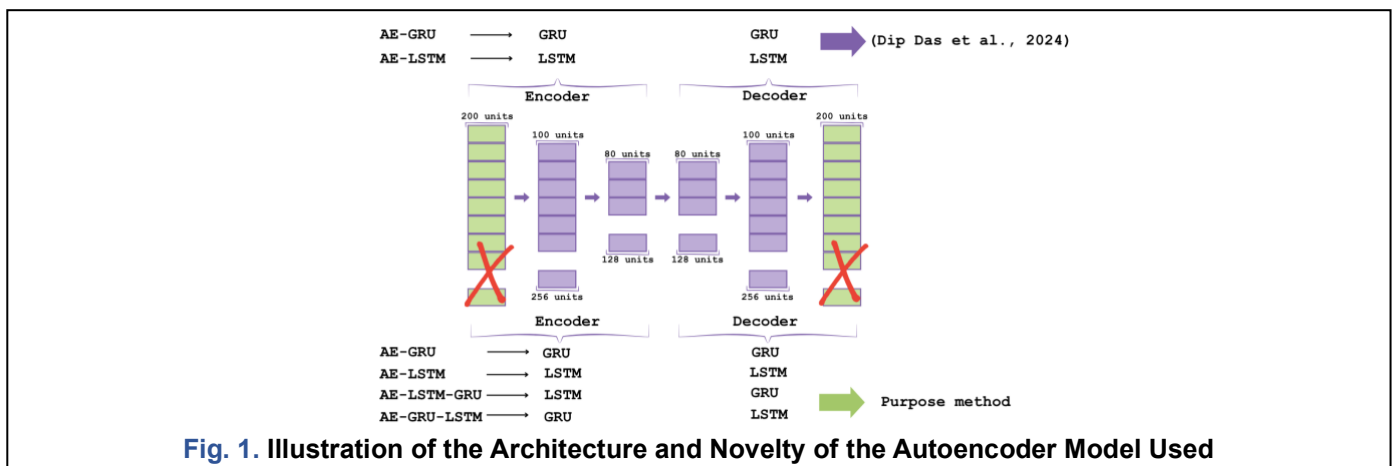 AE-GRU GRU GRU (Dip Das et al., 2024)
AE-LSTM LSTM LSTM
Encoder Decoder
200 units 200 units
100 units 100 units
80 units 80 units
128 units 128 units
256 units 256 units
Encoder Decoder
AE-GRU GRU GRU
AE-LSTM LSTM LSTM
AE-LSTM-GRU LSTM GRU Purpose method
AE-GRU-LSTM GRU LSTM
Fig. 1. Illustration of the Architecture and Novelty of the Autoencoder Model Used